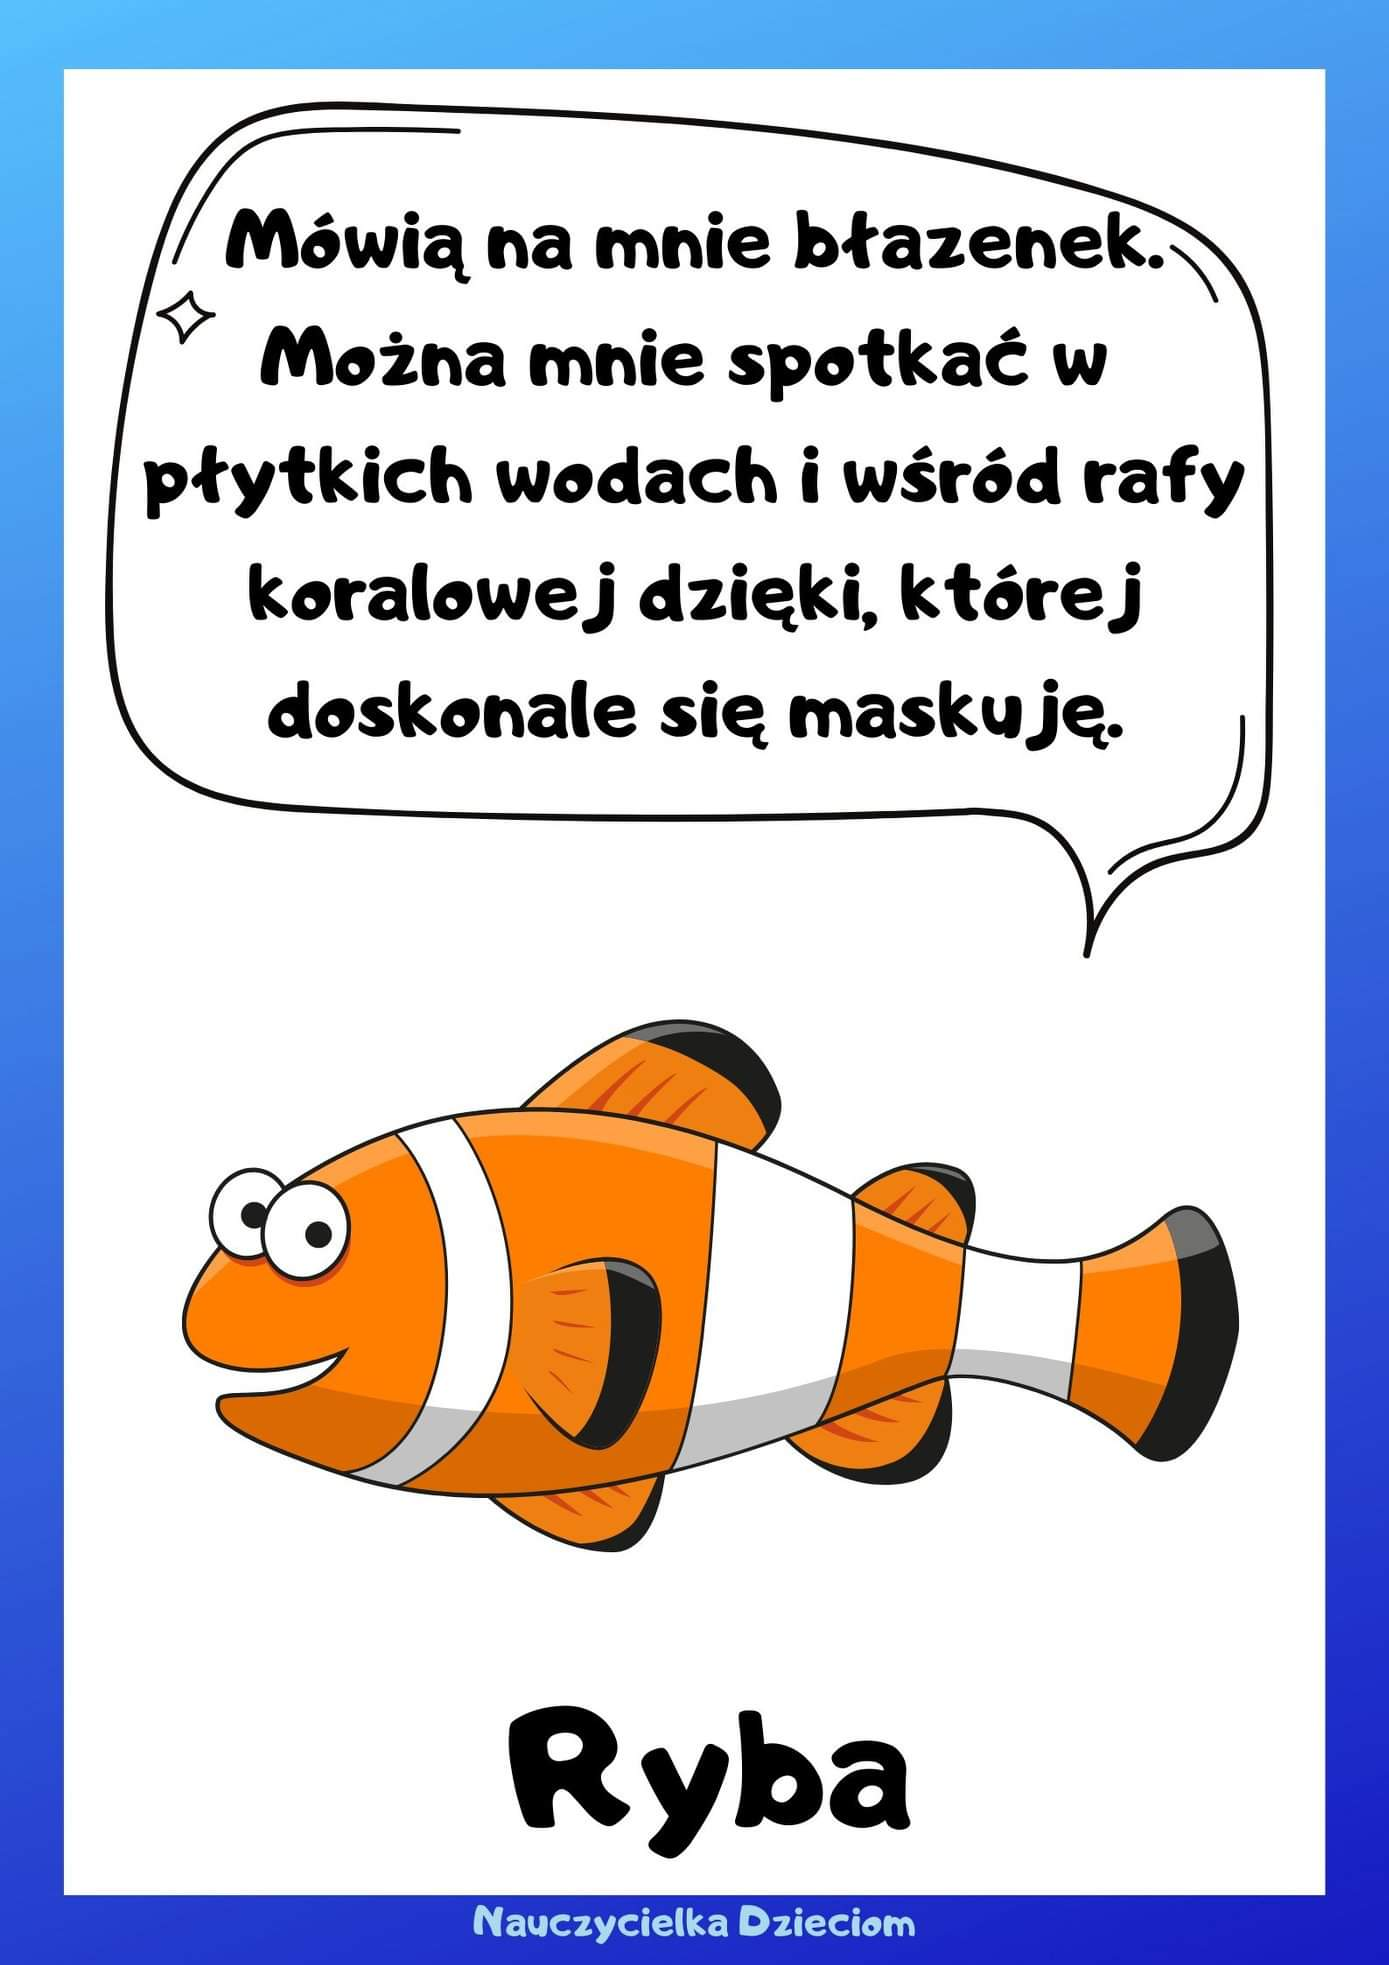 Mówią na mnie błazenek.
Można mnie spotkać w
płytkich wodach i wśród rafy
koralowej dzięki, której
doskonale się maskuję.
Ryba
Nauczycielka Dzieciom